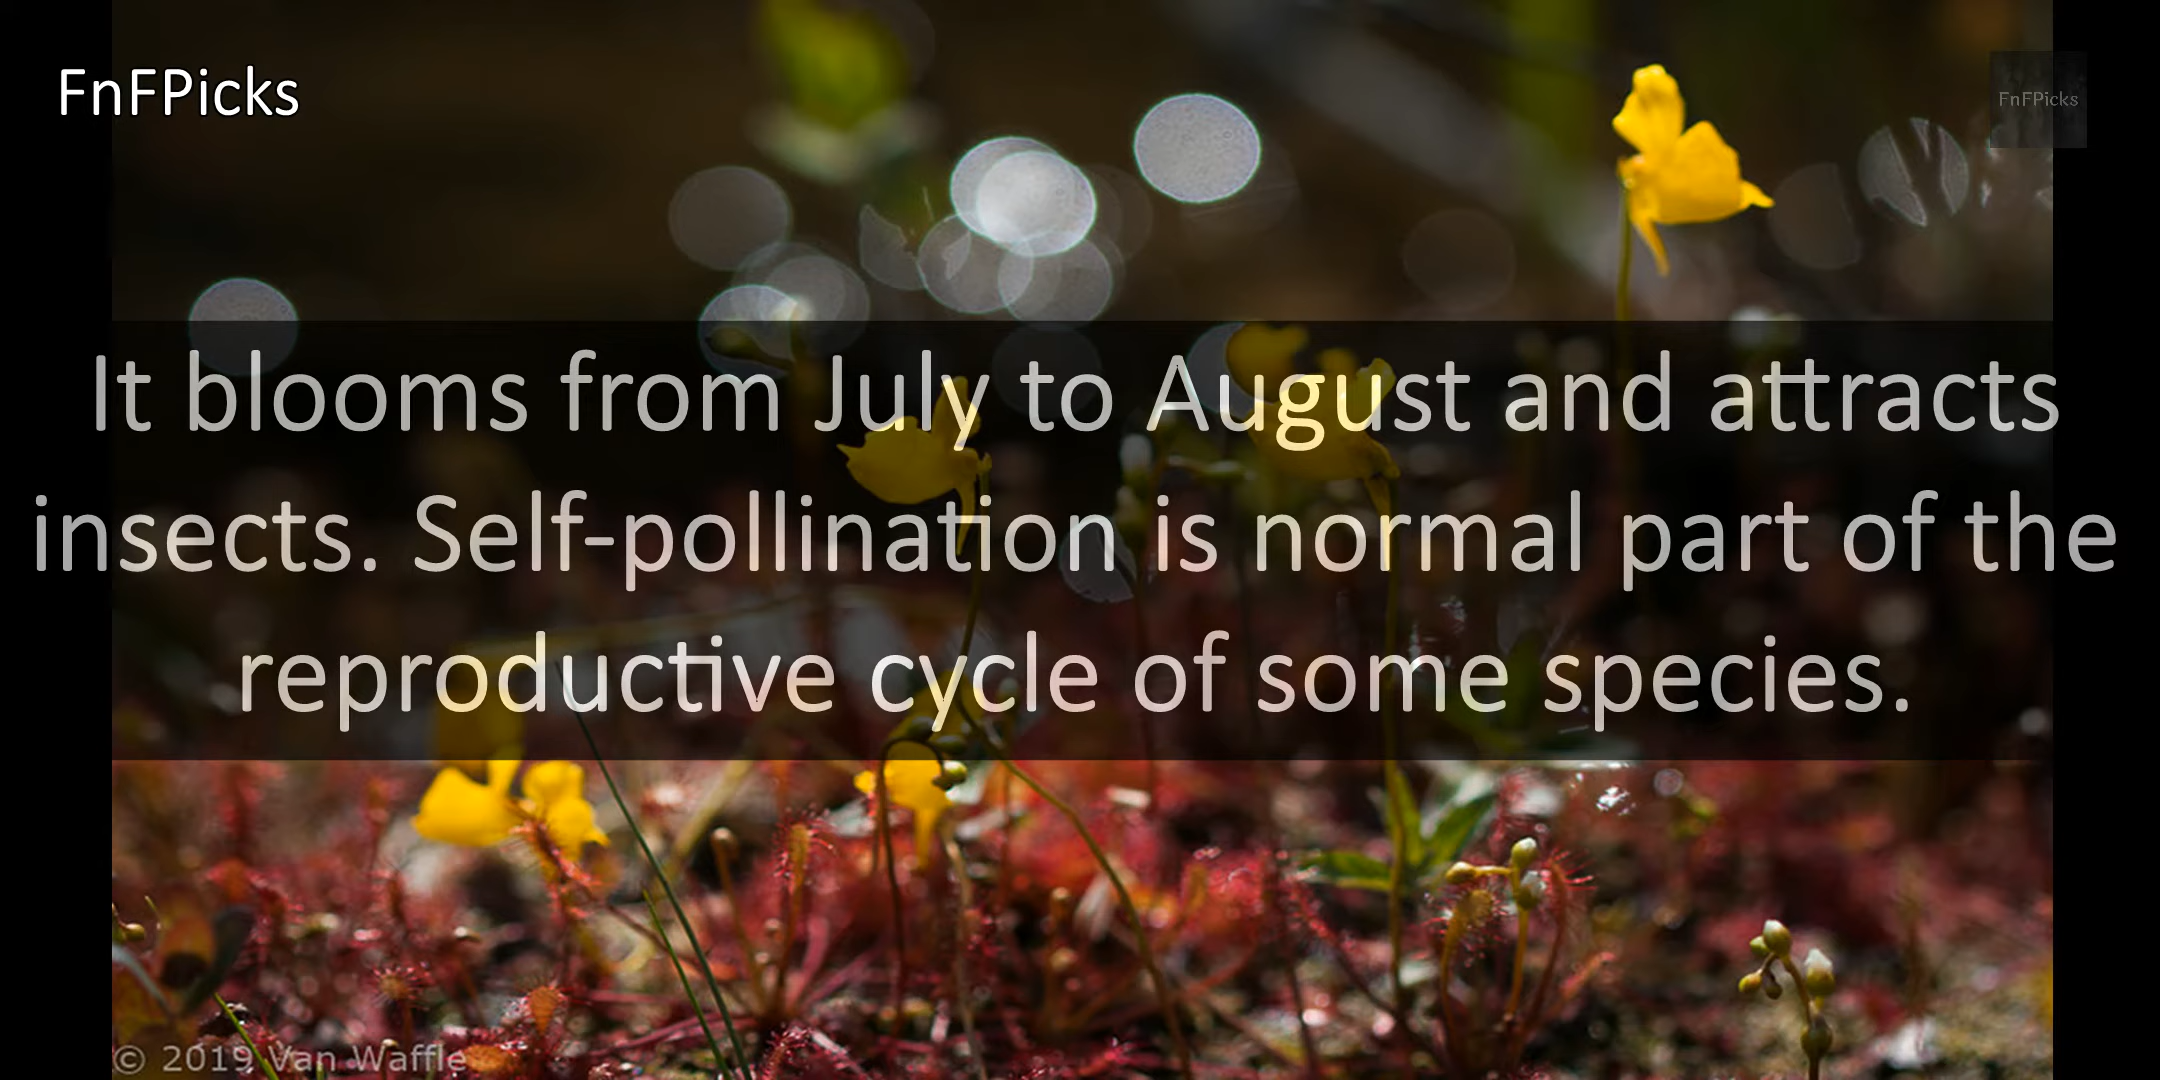 FnFPicks
FnFPicks
It blooms from July to August and attracts
insects. Self-pollination is normal part of the
reproductive cycle of some species.
© 2019 Van Waffle